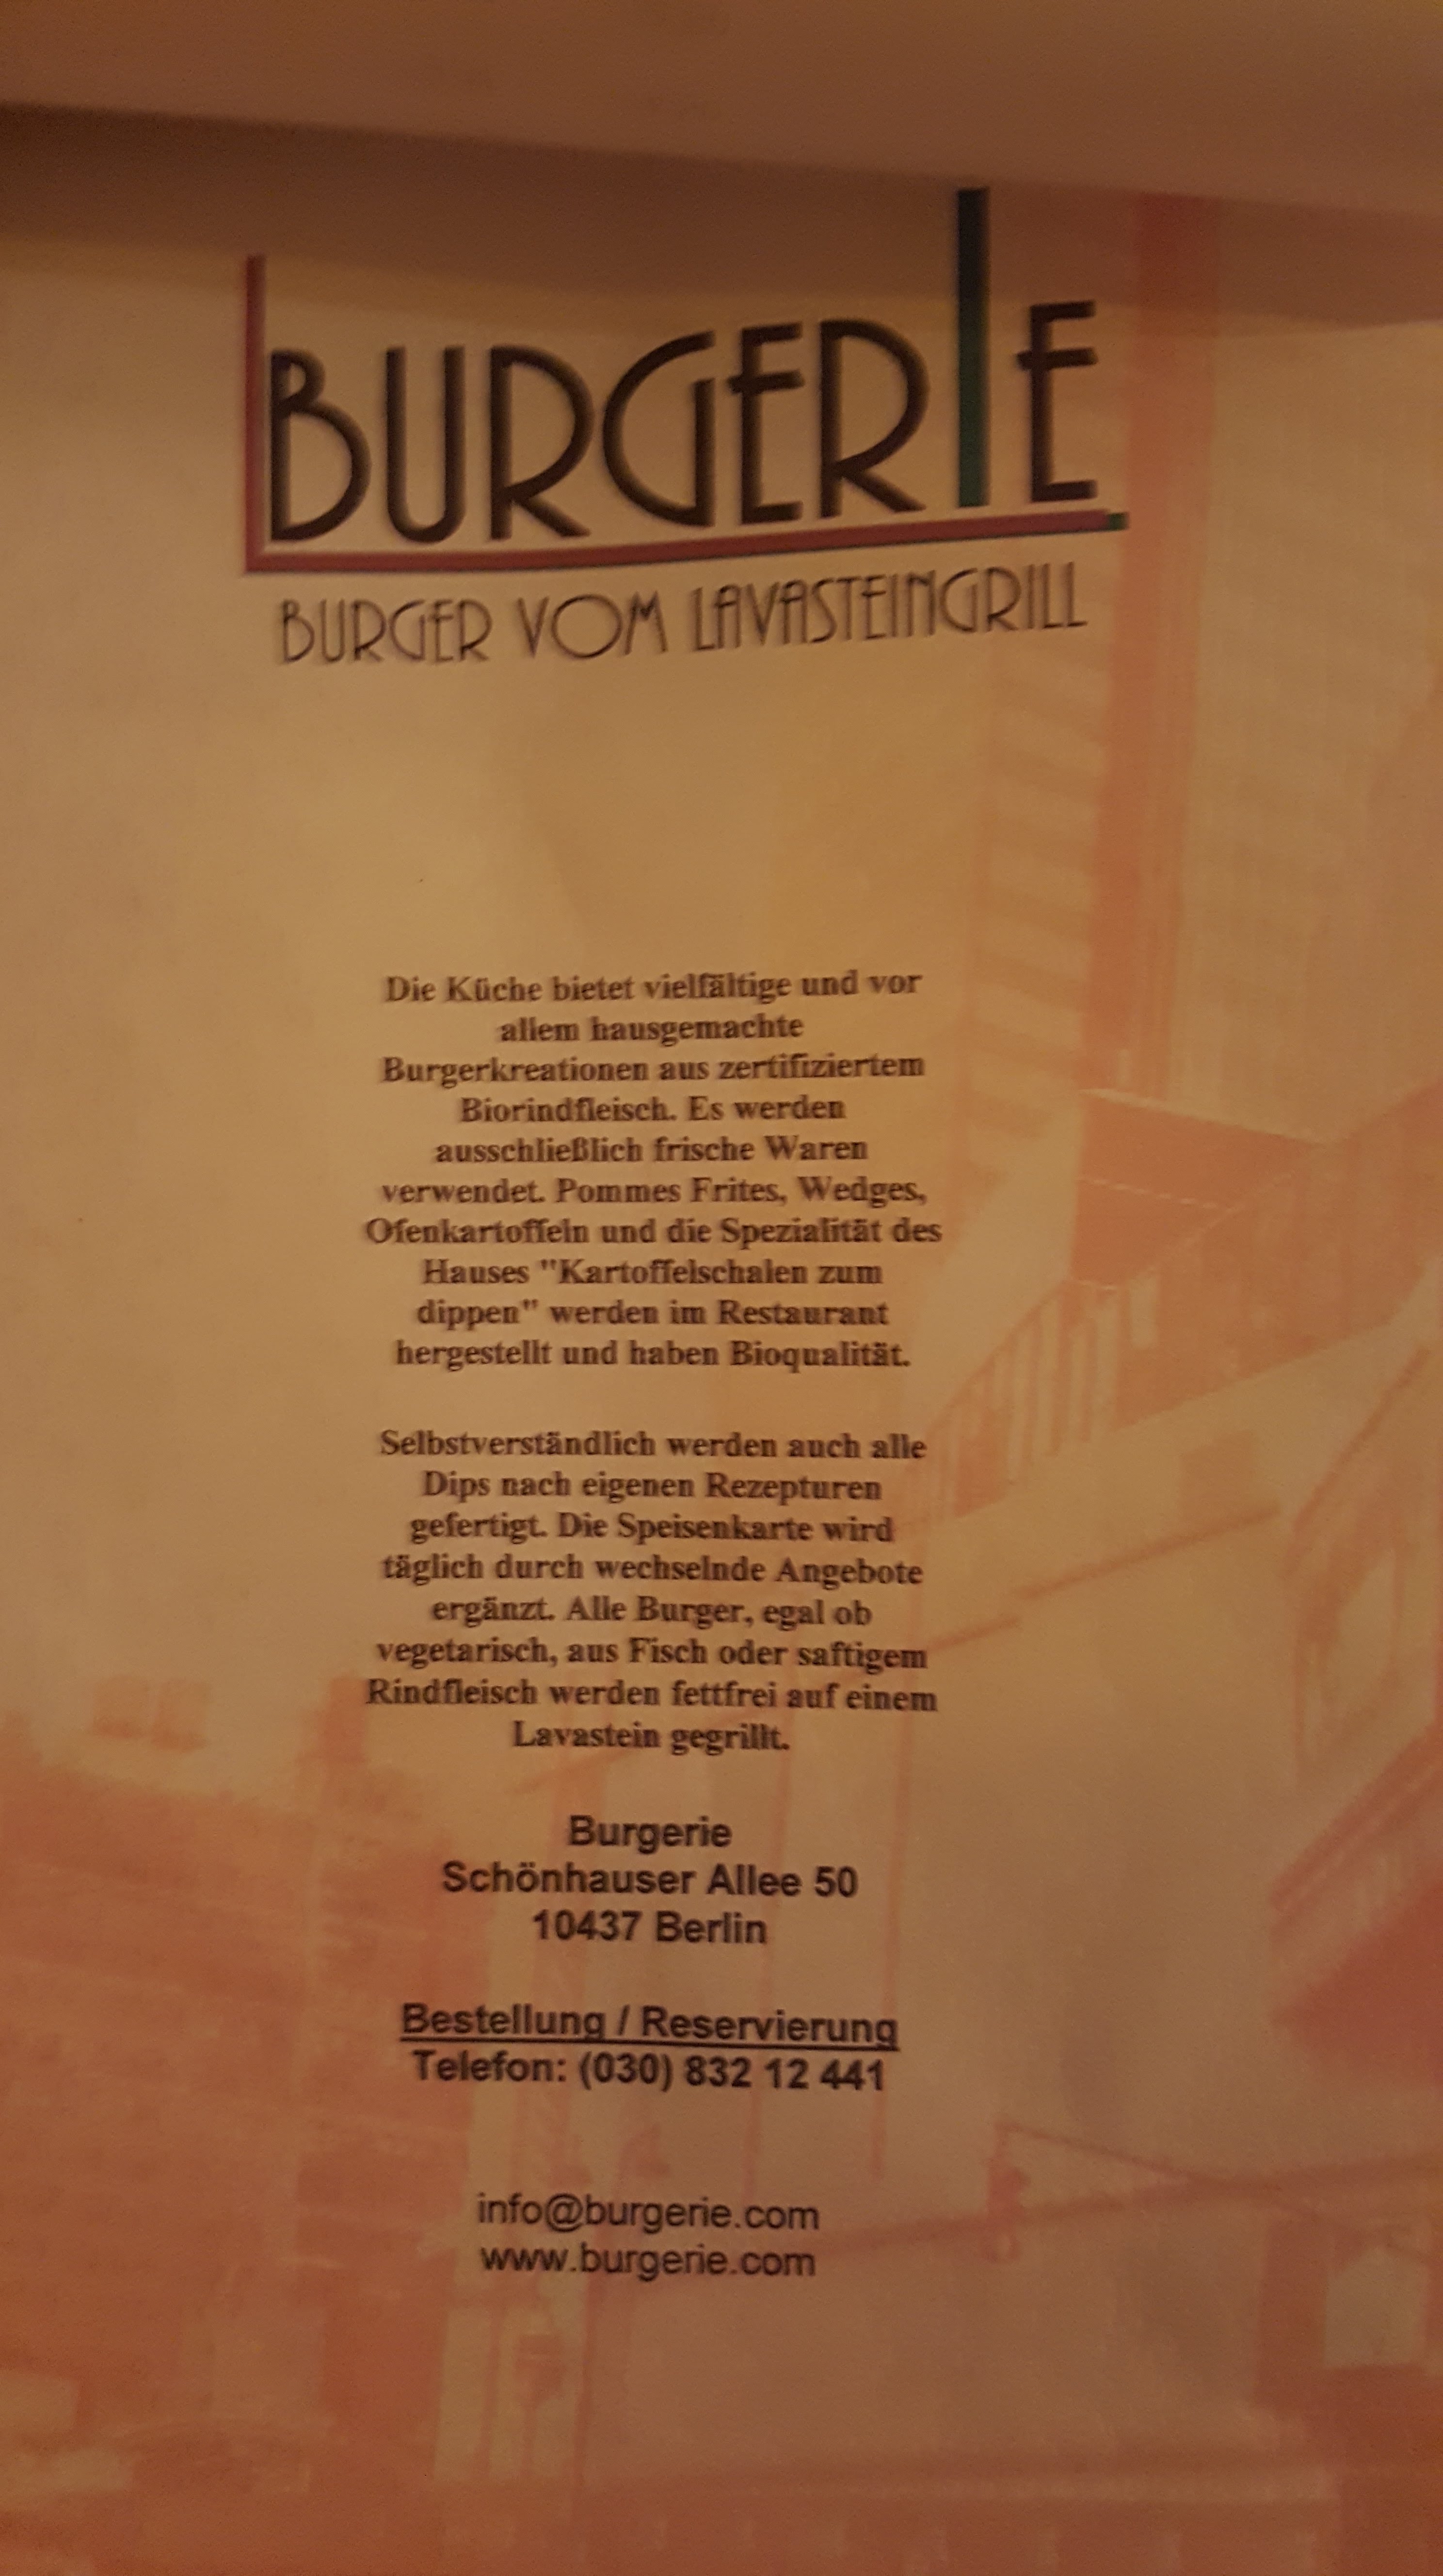 BURGERIE
BURGER VOM LAVASTEINGRILL
Die Küche bietet vielfältige und vor
allem hausgemachte
Burgerkreationen aus zertifiziertem
Biorindfleisch. Es werden
ausschließlich frische Waren
verwendet. Pommes Frites, Wedges,
Ofenkartoffeln und die Spezialität des
Hauses "Kartoffelschalen zum
dippen" werden im Restaurant
hergestellt und haben Bioqualität.
Selbstverständlich werden auch alle
Dips nach eigenen Rezepturen
gefertigt. Die Speisenkarte wird
täglich durch wechselnde Angebote
ergänzt. Alle Burger, egal ob
vegetarisch, aus Fisch oder saftigem
Rindfleisch werden fettfrei auf einem
Lavastein gegrillt.
Burgerie
Schönhauser Allee 50
10437 Berlin
Bestellung / Reservierung
Telefon: (030) 832 12 441
info@burgerie.com
www.burgerie.com